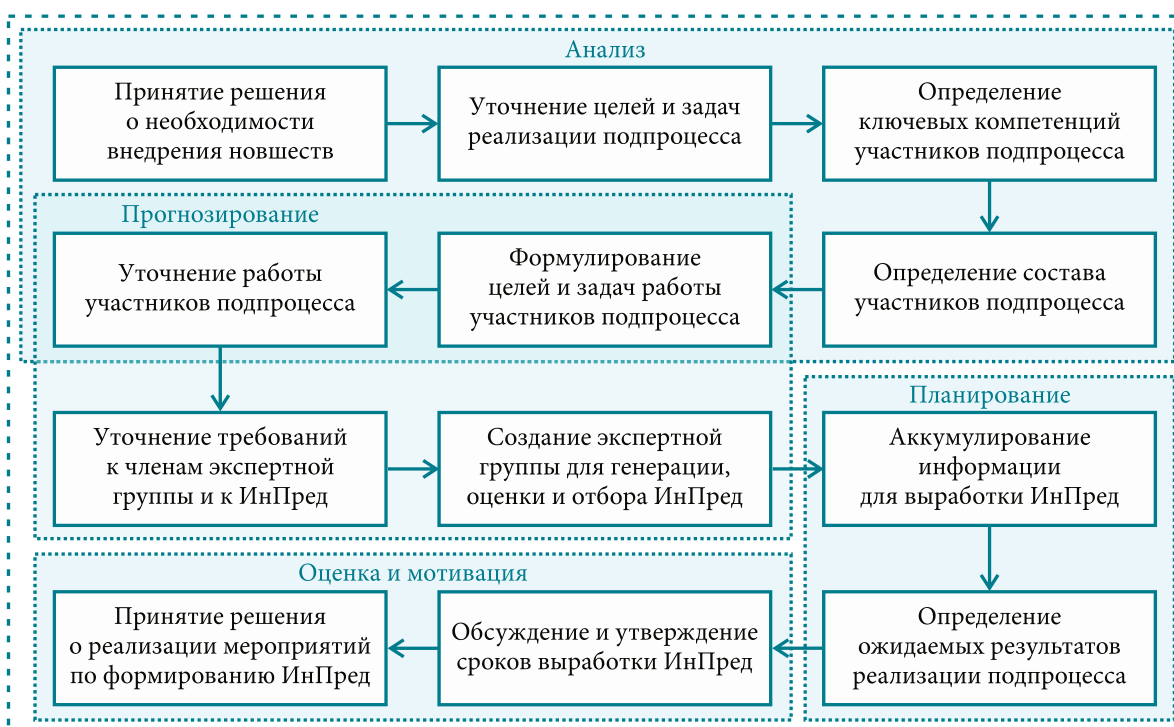 Анализ
Принятие решения
о необходимости
внедрения новшеств
Уточнение целей и задач
реализации подпроцесса
Определение
ключевых компетенций
участников подпроцесса
Прогнозирование
Уточнение работы
участников подпроцесса
Формулирование
целей и задач работы
участников подпроцесса
Определение состава
участников подпроцесса
Уточнение требований
к членам экспертной
группы и к ИнПред
Создание экспертной
группы для генерации,
оценки и отбора ИнПред
Планирование
Аккумулирование
информации
для выработки ИнПред
Оценка и мотивация
Принятие решения
о реализации мероприятий
по формированию ИнПред
Обсуждение и утверждение
сроков выработки ИнПред
Определение
ожидаемых результатов
реализации подпроцесса